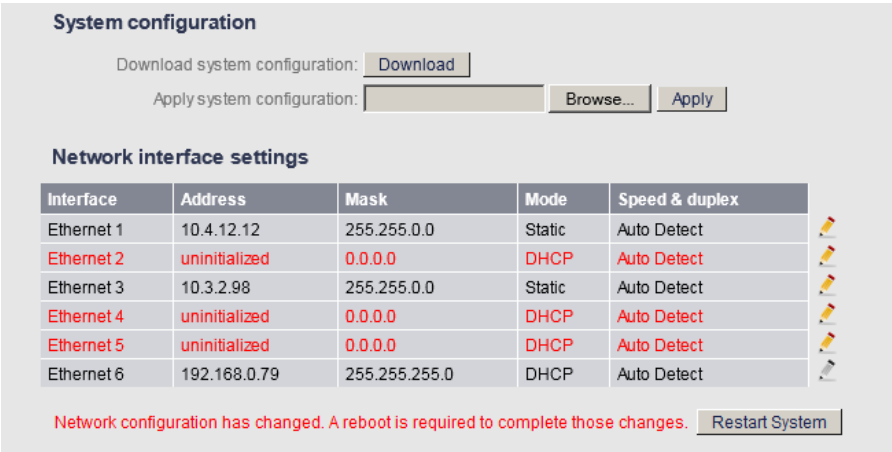 System configuration
Download system configuration: Download
Apply system configuration: Browse... Apply
Network interface settings
Interface Address Mask Mode Speed & duplex
Ethernet 1 10.4.12.12 255.255.0.0 Static Auto Detect
Ethernet 2 uninitialized 0.0.0.0 DHCP Auto Detect
Ethernet 3 10.3.2.98 255.255.0.0 Static Auto Detect
Ethernet 4 uninitialized 0.0.0.0 DHCP Auto Detect
Ethernet 5 uninitialized 0.0.0.0 DHCP Auto Detect
Ethernet 6 192.168.0.79 255.255.255.0 DHCP Auto Detect
Network configuration has changed. A reboot is required to complete those changes. Restart System